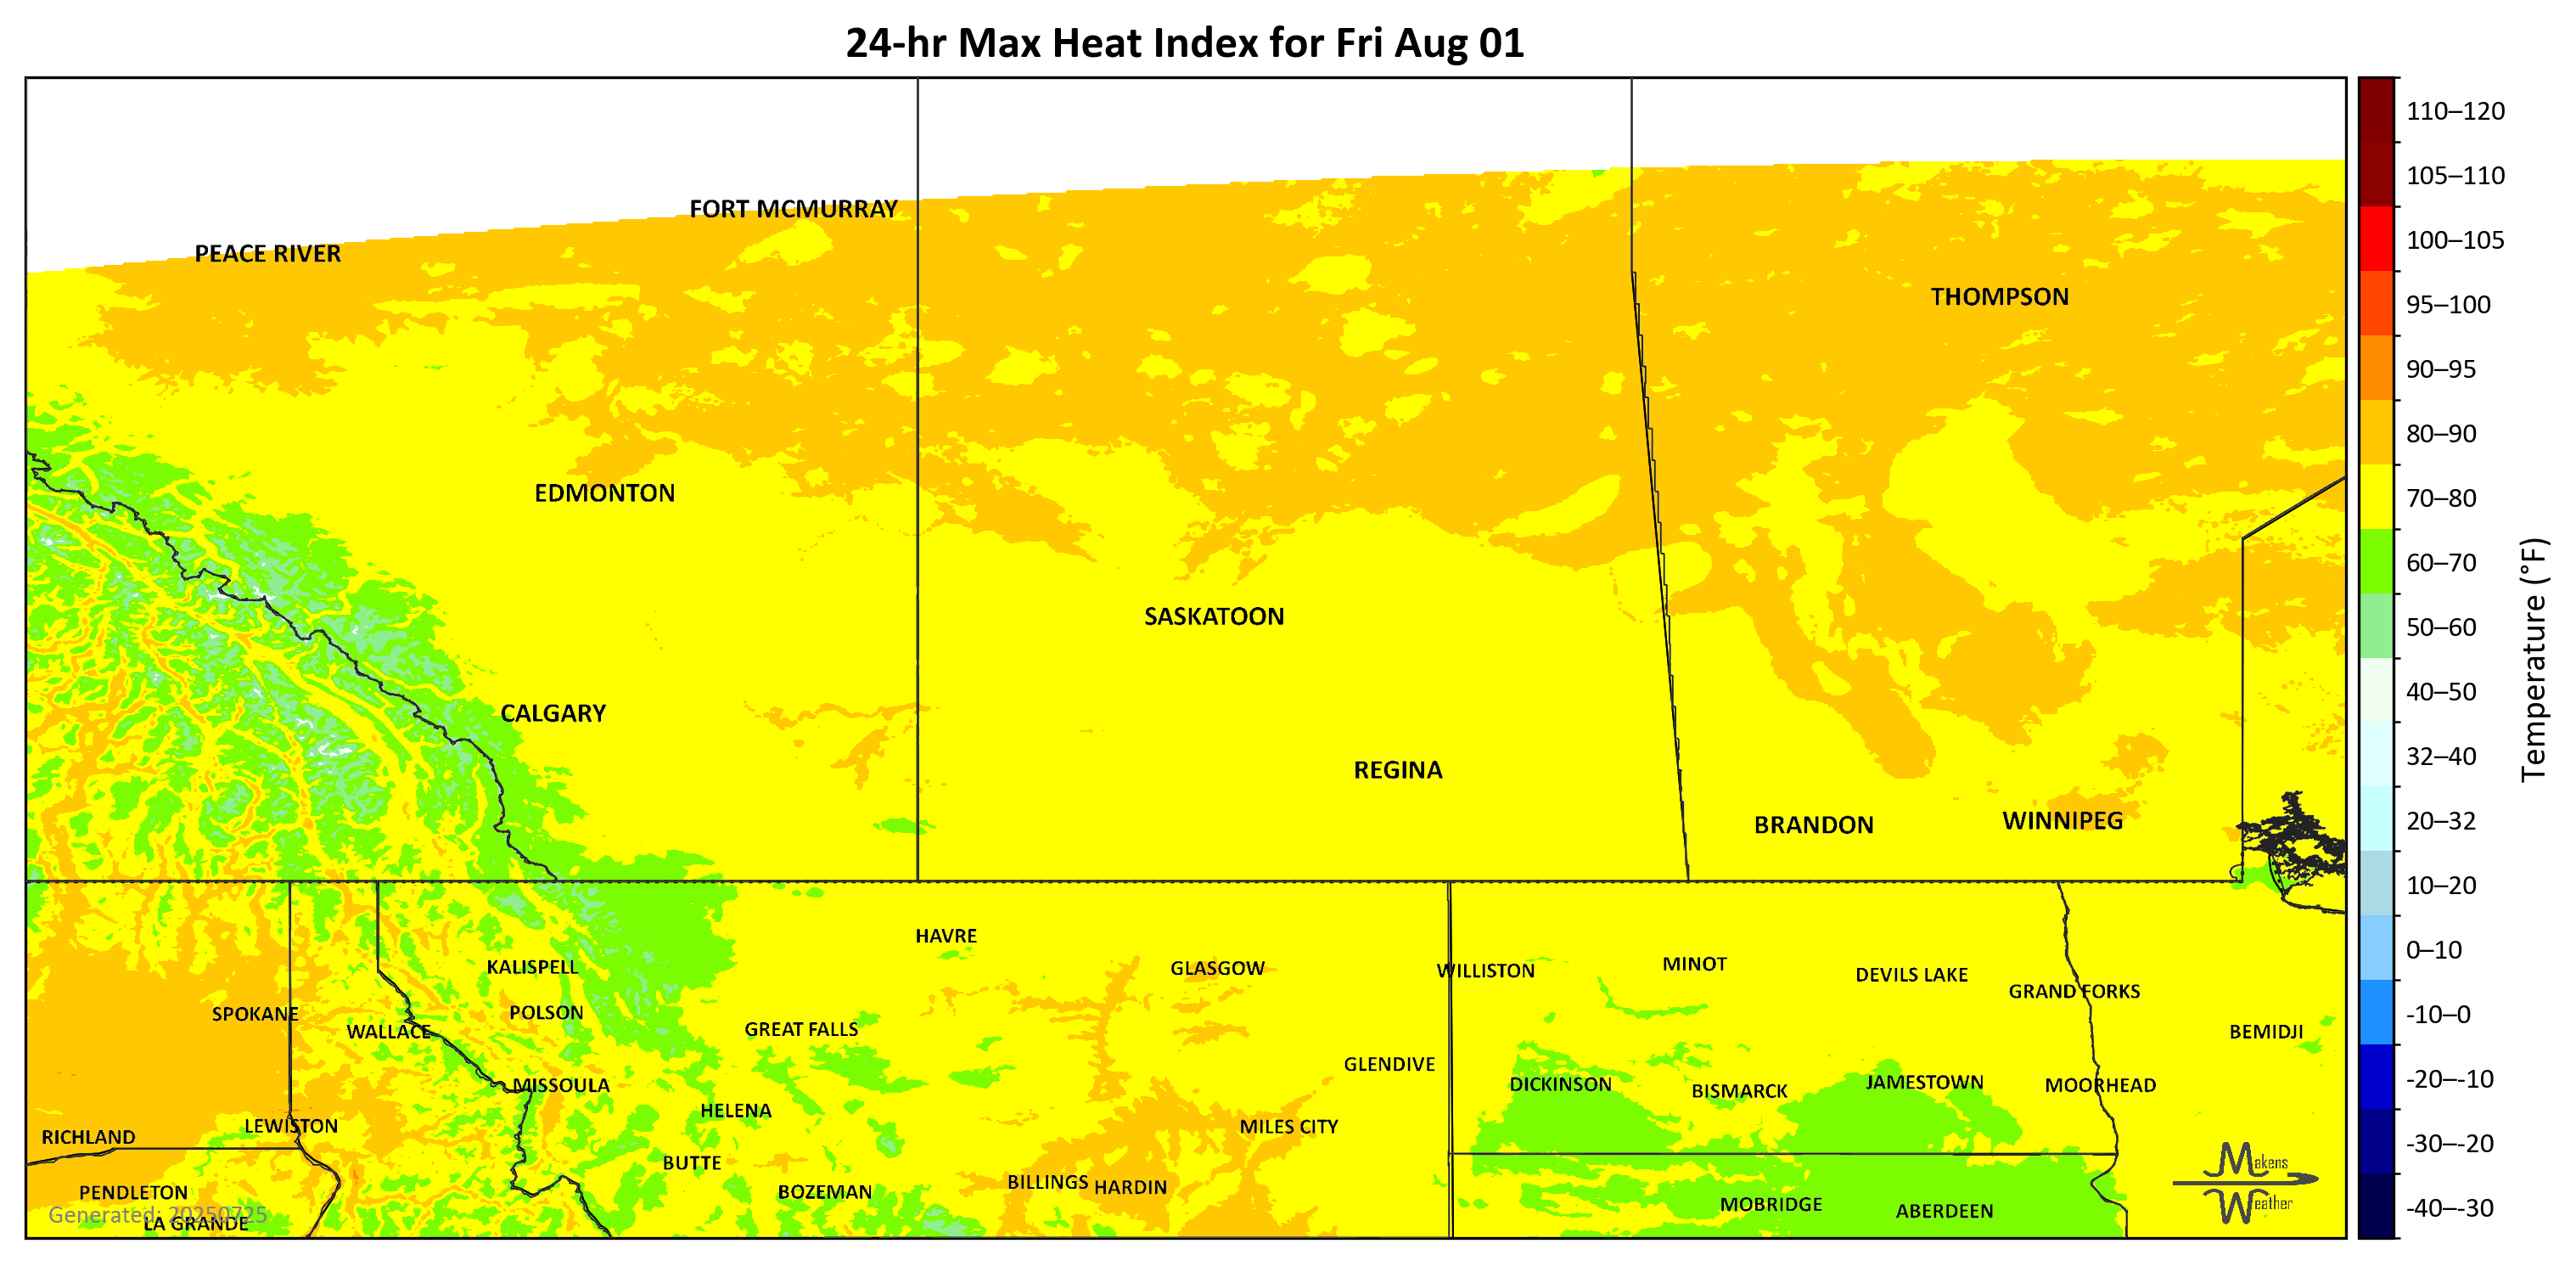 24-hr Max Heat Index for Fri Aug 01
110–120
105–110
100–105
95–100
90–95
80–90
70–80
60–70
50–60
40–50
32–40
20–32
10–20
0–10
-10–0
-20–-10
-30–-20
-40–-30
Temperature (°F)
FORT MCMURRAY
PEACE RIVER
THOMPSON
EDMONTON
SASKATOON
CALGARY
REGINA
BRANDON
WINNIPEG
HAVRE
KALISPELL
GLASGOW
WILLISTON
MINOT
DEVILS LAKE
GRAND FORKS
SPOKANE
POLSON
WALLACE
GREAT FALLS
BEMIDJI
GLENDIVE
MISSOULA
DICKINSON
BISMARCK
JAMESTOWN
MOORHEAD
HELENA
LEWISTON
MILES CITY
RICHLAND
BUTTE
PENDLETON
BOZEMAN
BILLINGS
HARDIN
MOBRIDGE
ABERDEEN
Generated: 20250725
LA GRANDE
Makens
Weather